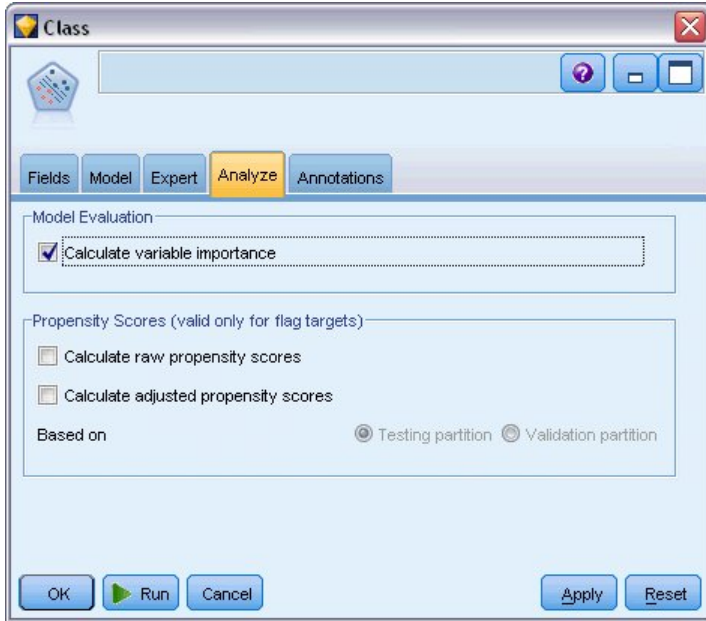 Class
?
Fields Model Expert Analyze Annotations
Model Evaluation
Calculate variable importance
Propensity Scores (valid only for flag targets)
Calculate raw propensity scores
Calculate adjusted propensity scores
Based on Testing partition Validation partition
OK Run Cancel Apply Reset